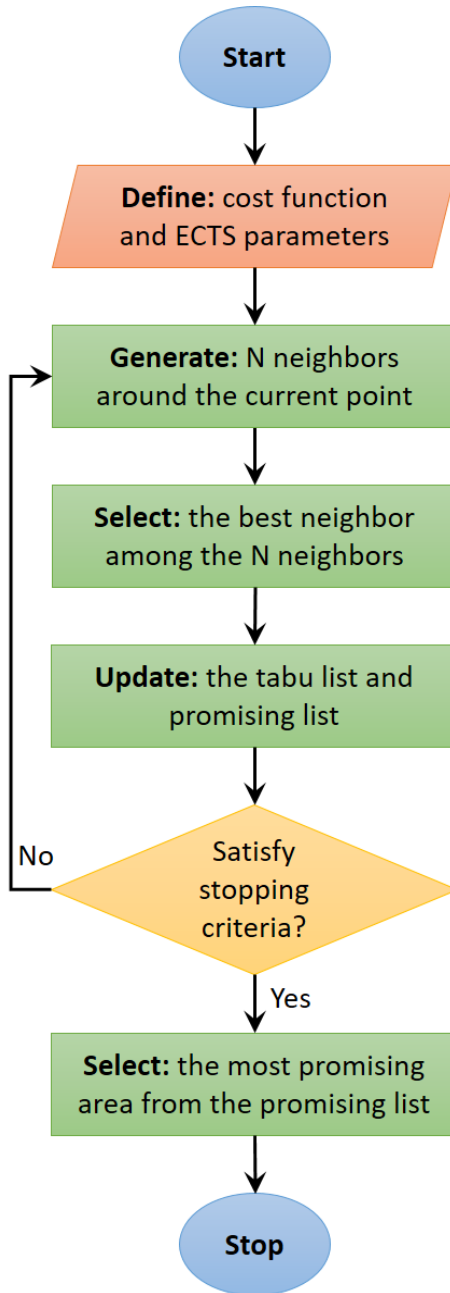 Start
Define: cost function
and ECTS parameters
Generate: N neighbors
around the current point
Select: the best neighbor
among the N neighbors
Update: the tabu list and
promising list
No
Satisfy
stopping
criteria?
Yes
Select: the most promising
area from the promising list
Stop